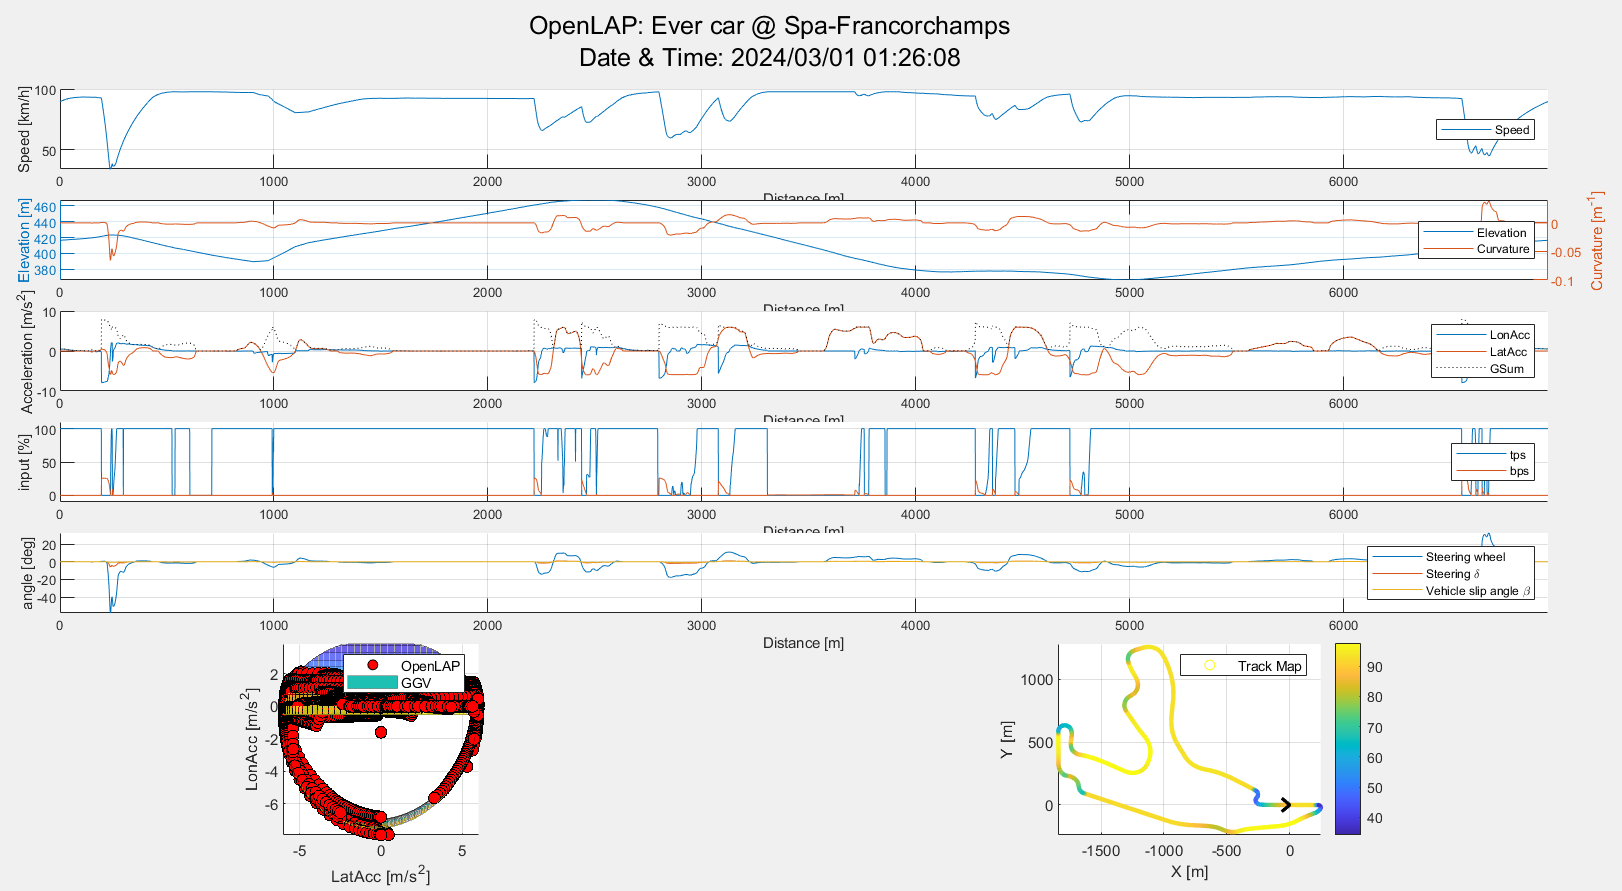 OpenLAP: Ever car @ Spa-Francorchamps
Date & Time: 2024/03/01 01:26:08
Speed [km/h]
100
50
Speed
0 1000 2000 3000 4000 5000 6000
Distance [m]
Elevation [m]
460
440
420
400
380
Curvature [m-1]
0
-0.05
-0.1
Elevation
Curvature
0 1000 2000 3000 4000 5000 6000
Distance [m]
Acceleration [m/s2]
10
0
-10
LonAcc
LatAcc
GSum
0 1000 2000 3000 4000 5000 6000
Distance [m]
input [%]
100
50
0
tps
bps
0 1000 2000 3000 4000 5000 6000
Distance [m]
angle [deg]
20
0
-20
-40
Steering wheel
Steering δ
Vehicle slip angle β
0 1000 2000 3000 4000 5000 6000
Distance [m]
LonAcc [m/s2]
2
0
-2
-4
-6
OpenLAP
GGV
-5 0 5
LatAcc [m/s2]
Y [m]
1000
500
0
Track Map
-1500 -1000 -500 0
X [m]
90
80
70
60
50
40